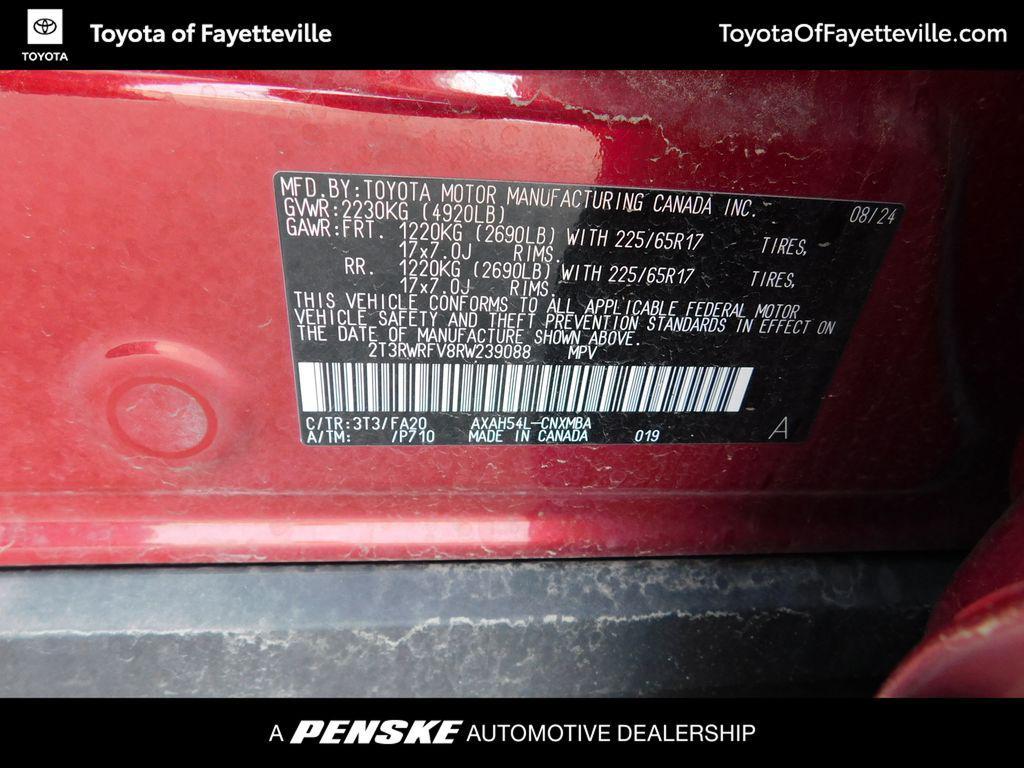 TOYOTA
Toyota of Fayetteville
ToyotaOfFayetteville.com
MFD.BY:TOYOTA MOTOR MANUFACTURING CANADA INC.
08/24
GVWR:2230KG (4920LB)
GAWR:FRT. 1220KG (2690LB) WITH 225/65R17 TIRES,
17x7.0J RIMS.
RR. 1220KG (2690LB) WITH 225/65R17 TIRES,
17x7.0J RIMS.
THIS VEHICLE CONFORMS TO ALL APPLICABLE FEDERAL MOTOR
VEHICLE SAFETY AND THEFT PREVENTION STANDARDS IN EFFECT ON
THE DATE OF MANUFACTURE SHOWN ABOVE.
2T3RWRFV8RW239088 MPV
C/TR:3T3/FA20 AXAH54L-CNXMBA
A/TM: /P710 MADE IN CANADA 019 A
A PENSKE AUTOMOTIVE DEALERSHIP